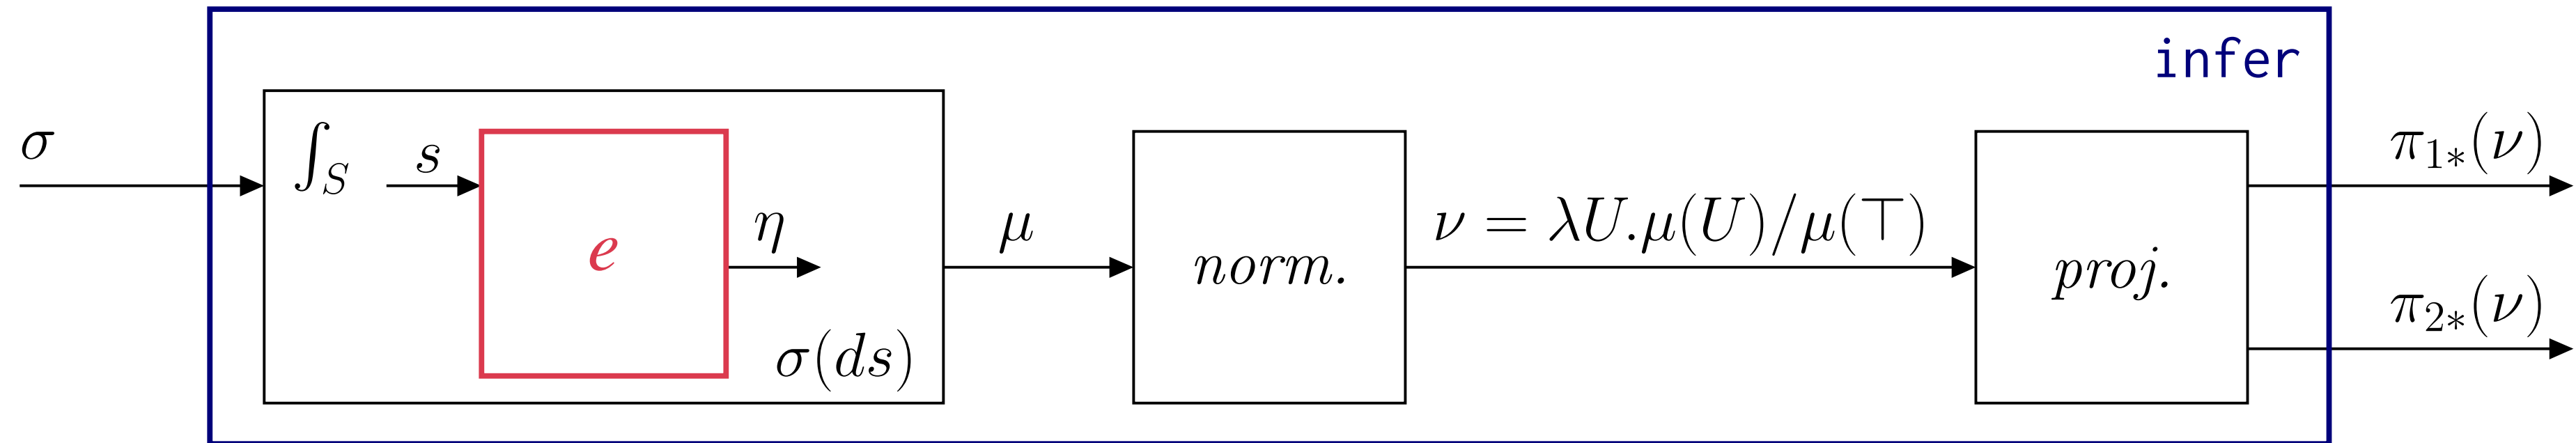 infer
σ
∫_S
s
e
η
σ(ds)
μ
norm.
ν = λU.μ(U)/μ(⊤)
proj.
π_{1*}(ν)
π_{2*}(ν)